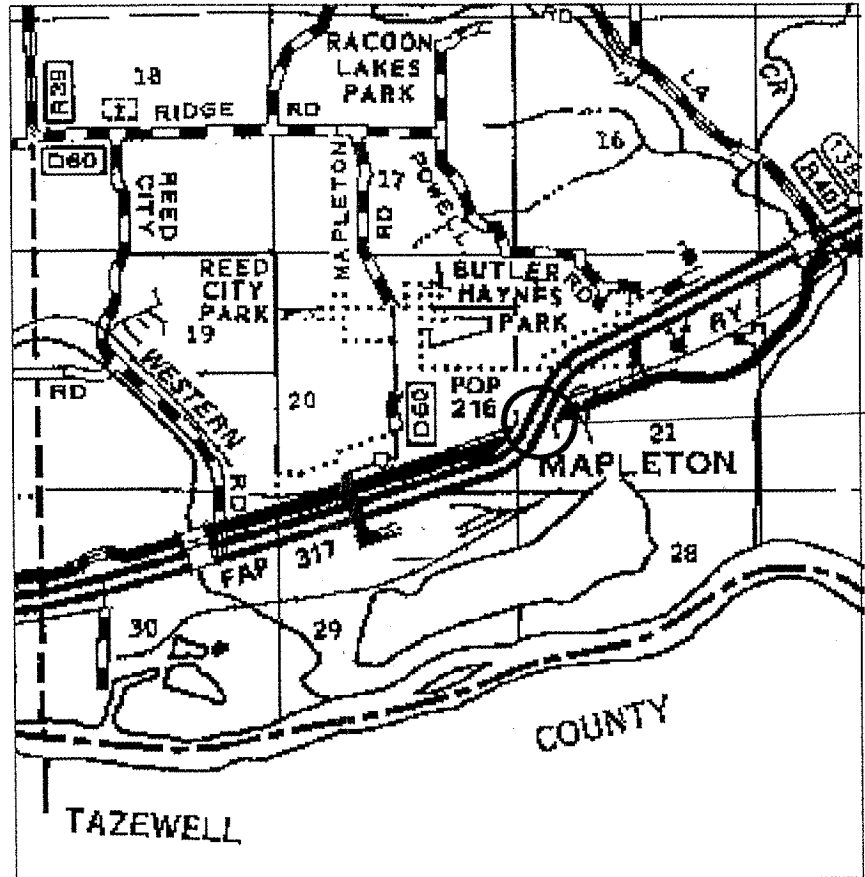 RACOON
LAKES
PARK
RD
L9
CR
R29
18
RIDGE RD
D60
16
REED
CITY
MAPLETON
RD
17
POWELL
RD
REED
CITY
PARK
BUTLER
HAYNES
PARK
19
RY
WESTERN
RD
RD
20
POP
216
D60
21
MAPLETON
FAP 317
28
30
29
COUNTY
TAZEWELL